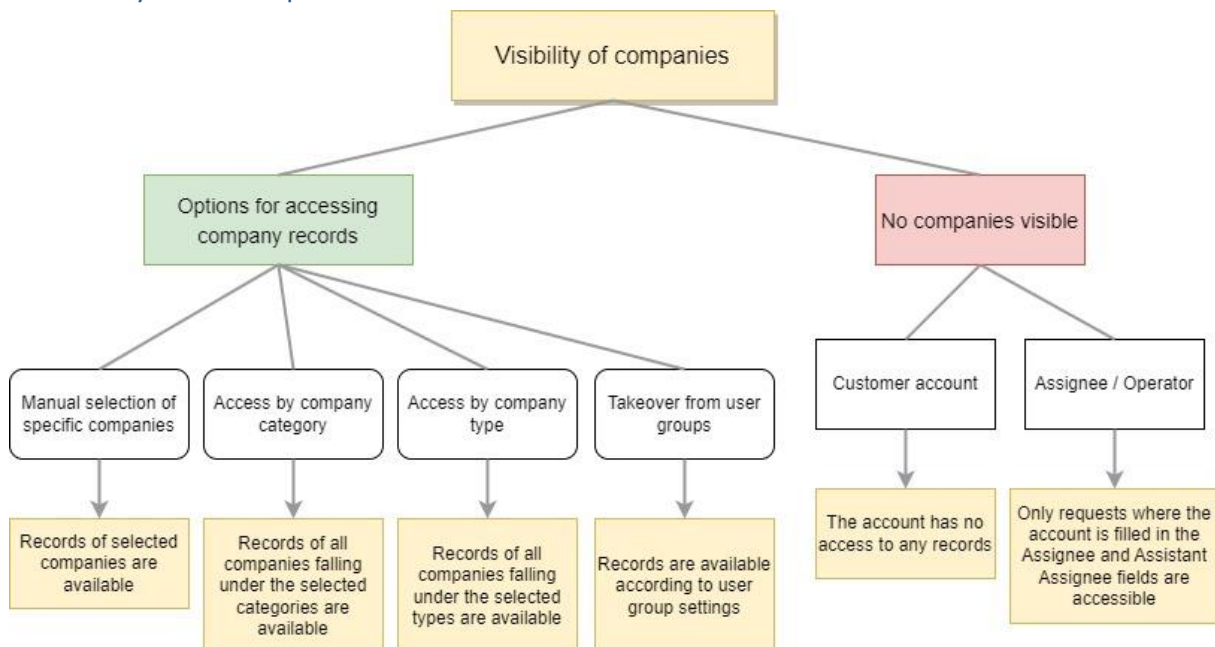 Visibility of companies
Options for accessing
company records
No companies visible
Manual selection of
specific companies
Access by company
category
Access by company
type
Takeover from user
groups
Customer account
Assignee / Operator
Records of selected
companies are
available
Records of all
companies falling
under the selected
categories are
available
Records of all
companies falling
under the selected
types are available
Records are available
according to user
group settings
The account has no
access to any records
Only requests where the
account is filled in the
Assignee and Assistant
Assignee fields are
accessible